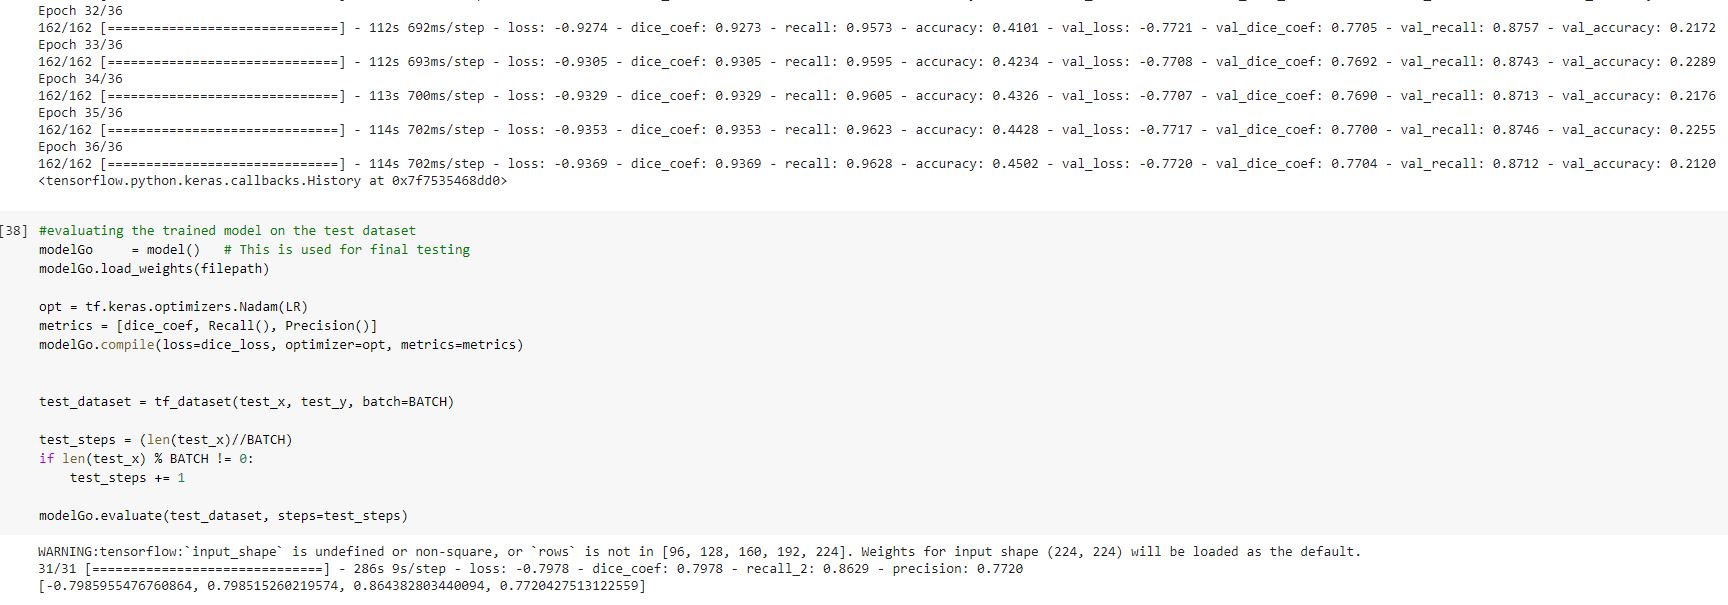 Epoch 32/36
162/162 [==============================] - 112s 692ms/step - loss: -0.9274 - dice_coef: 0.9273 - recall: 0.9573 - accuracy: 0.4101 - val_loss: -0.7721 - val_dice_coef: 0.7705 - val_recall: 0.8757 - val_accuracy: 0.2172
Epoch 33/36
162/162 [==============================] - 112s 693ms/step - loss: -0.9305 - dice_coef: 0.9305 - recall: 0.9595 - accuracy: 0.4234 - val_loss: -0.7708 - val_dice_coef: 0.7692 - val_recall: 0.8743 - val_accuracy: 0.2289
Epoch 34/36
162/162 [==============================] - 113s 700ms/step - loss: -0.9329 - dice_coef: 0.9329 - recall: 0.9605 - accuracy: 0.4326 - val_loss: -0.7707 - val_dice_coef: 0.7690 - val_recall: 0.8713 - val_accuracy: 0.2176
Epoch 35/36
162/162 [==============================] - 114s 702ms/step - loss: -0.9353 - dice_coef: 0.9353 - recall: 0.9623 - accuracy: 0.4428 - val_loss: -0.7717 - val_dice_coef: 0.7700 - val_recall: 0.8746 - val_accuracy: 0.2255
Epoch 36/36
162/162 [==============================] - 114s 702ms/step - loss: -0.9369 - dice_coef: 0.9369 - recall: 0.9628 - accuracy: 0.4502 - val_loss: -0.7720 - val_dice_coef: 0.7704 - val_recall: 0.8712 - val_accuracy: 0.2120
<tensorflow.python.keras.callbacks.History at 0x7f7535468dd0>
[38] #evaluating the trained model on the test dataset
modelGo     = model()   # This is used for final testing
modelGo.load_weights(filepath)
opt = tf.keras.optimizers.Nadam(LR)
metrics = [dice_coef, Recall(), Precision()]
modelGo.compile(loss=dice_loss, optimizer=opt, metrics=metrics)
test_dataset = tf_dataset(test_x, test_y, batch=BATCH)
test_steps = (len(test_x)//BATCH)
if len(test_x) % BATCH != 0:
    test_steps += 1
modelGo.evaluate(test_dataset, steps=test_steps)
WARNING:tensorflow:`input_shape` is undefined or non-square, or `rows` is not in [96, 128, 160, 192, 224]. Weights for input shape (224, 224) will be loaded as the default.
31/31 [==============================] - 286s 9s/step - loss: -0.7978 - dice_coef: 0.7978 - recall_2: 0.8629 - precision: 0.7720
[-0.7985955476760864, 0.798515260219574, 0.864382803440094, 0.7720427513122559]